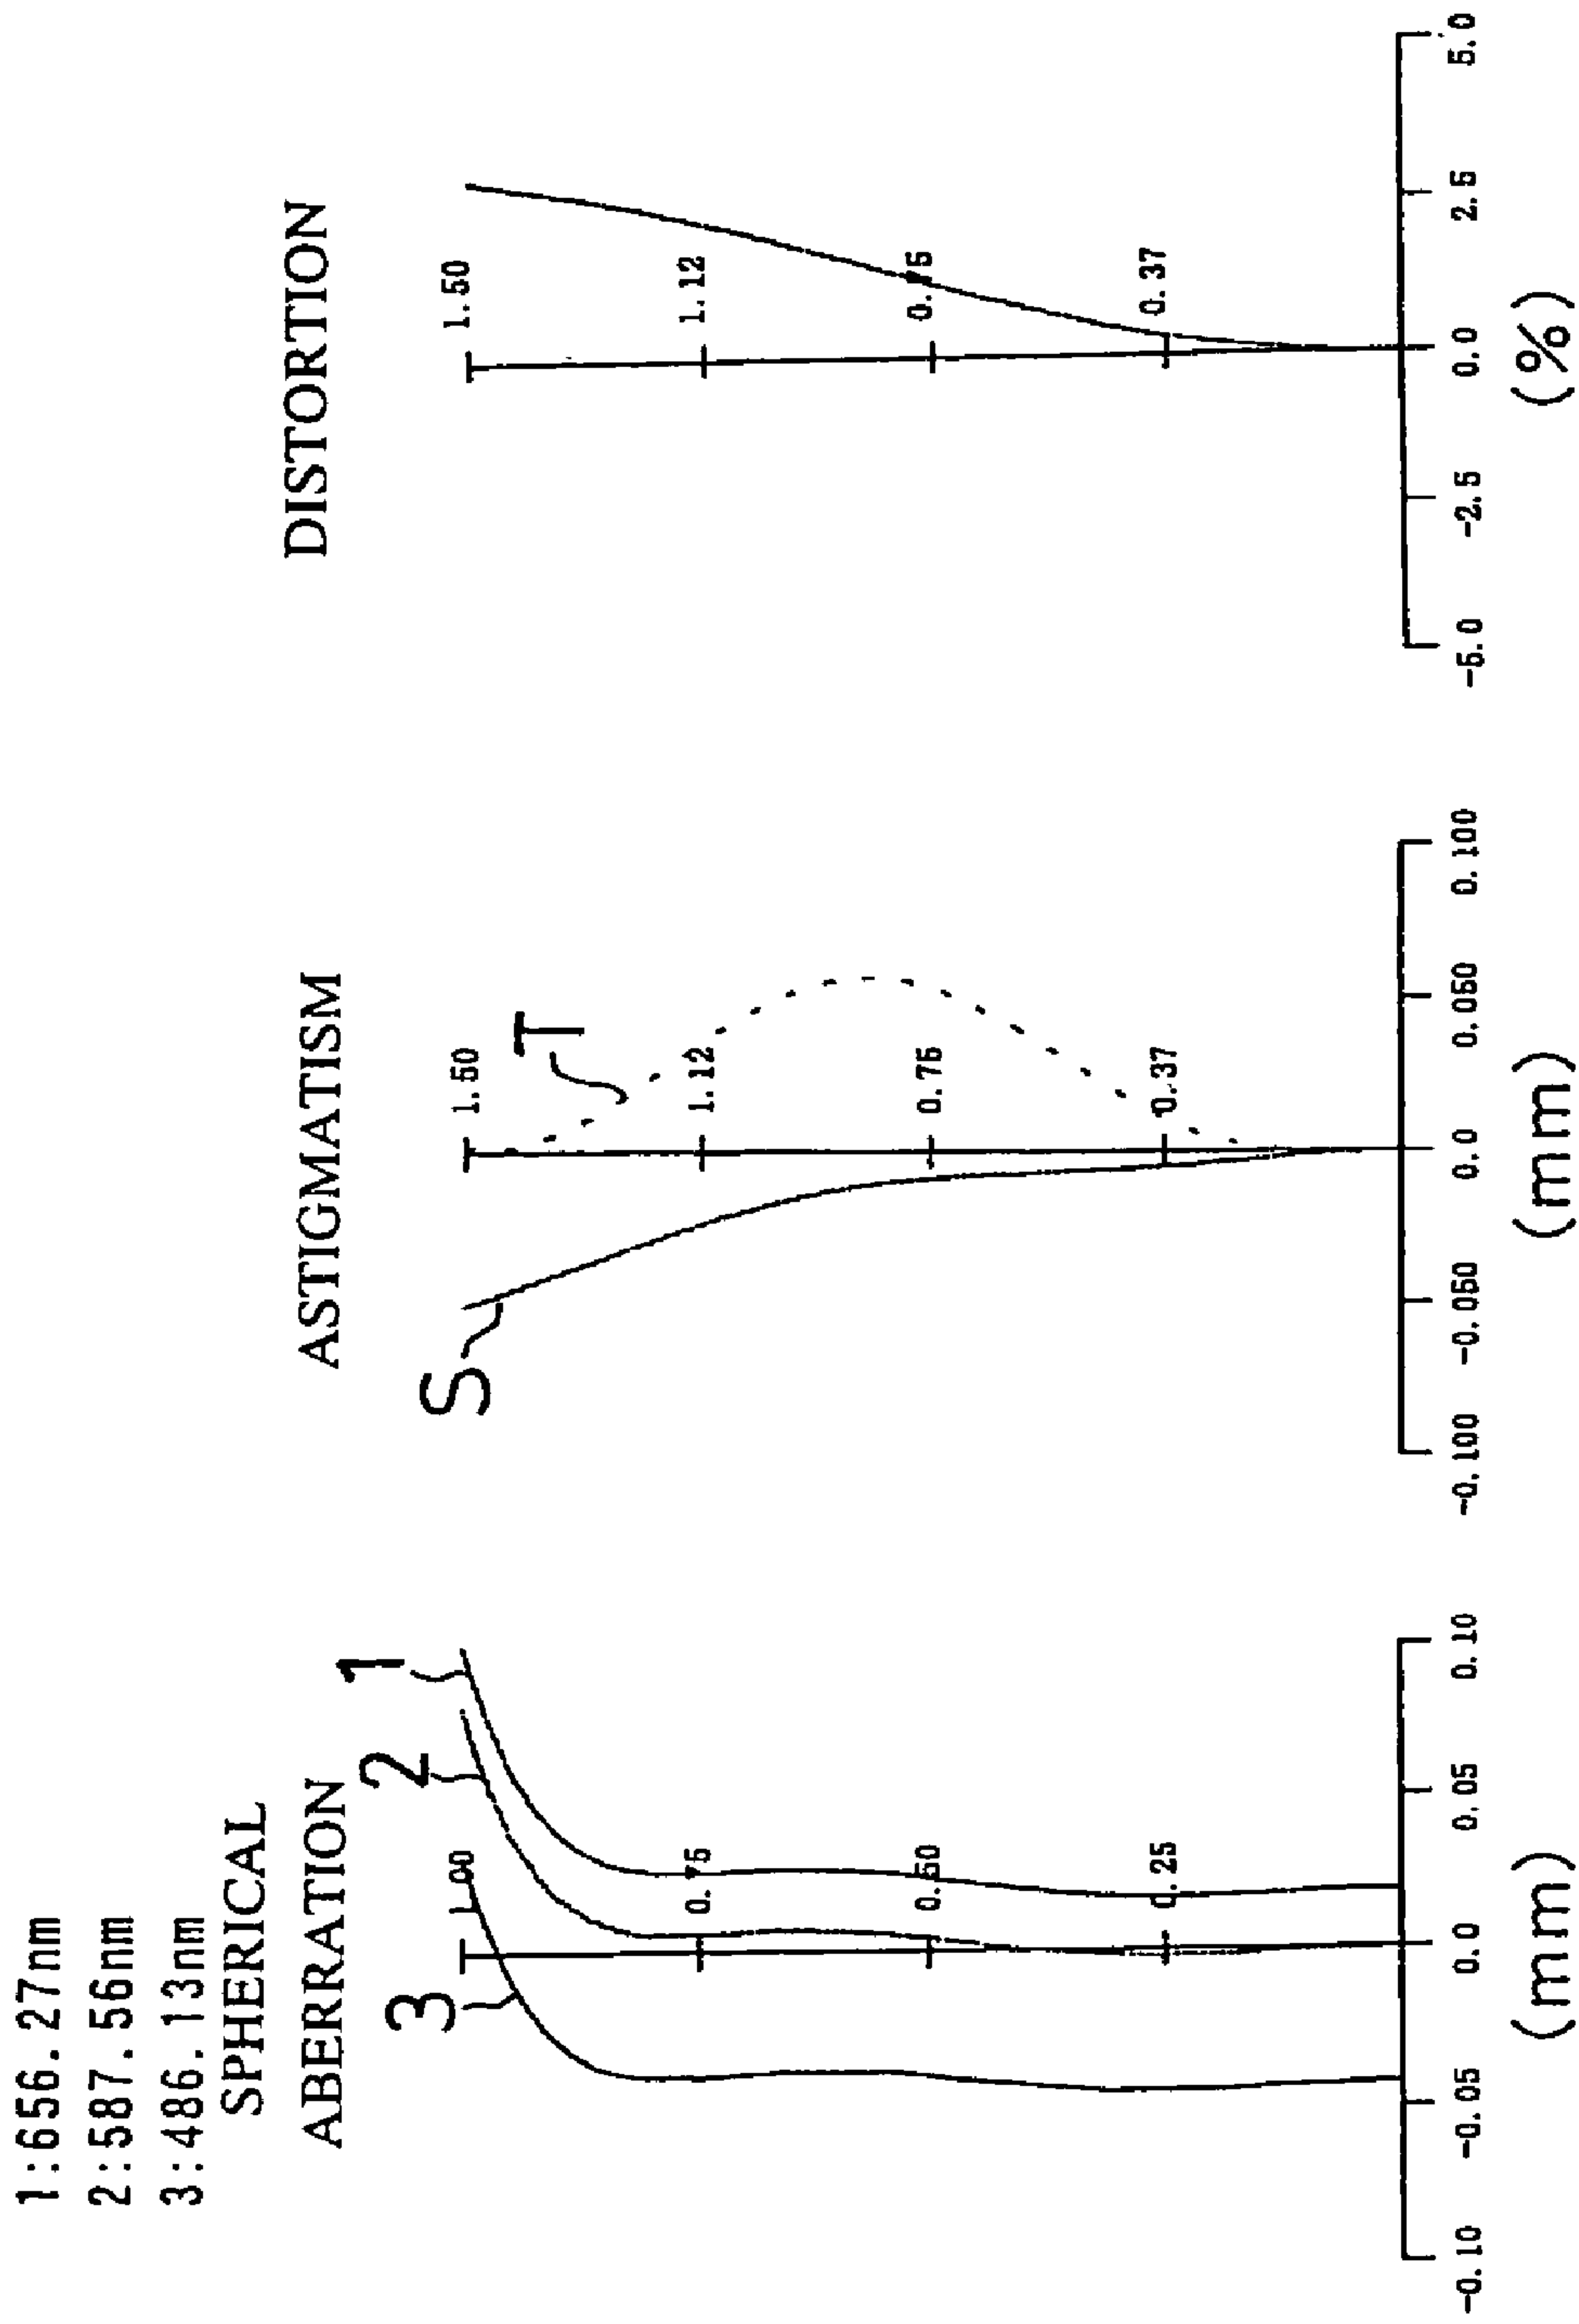 1:656.27nm
2:587.56nm
3:486.13nm
SPHERICAL
ABERRATION
1
2
3
1.00
0.75
0.50
0.25
-0.10
-0.05
0.0
0.05
0.10
(mm)
ASTIGMATISM
S
T
1.50
1.12
0.75
0.37
-0.100
-0.050
0.0
0.050
0.100
(mm)
DISTORTION
1.50
1.12
0.75
0.37
-5.0
-2.5
0.0
2.5
5.0
(%)